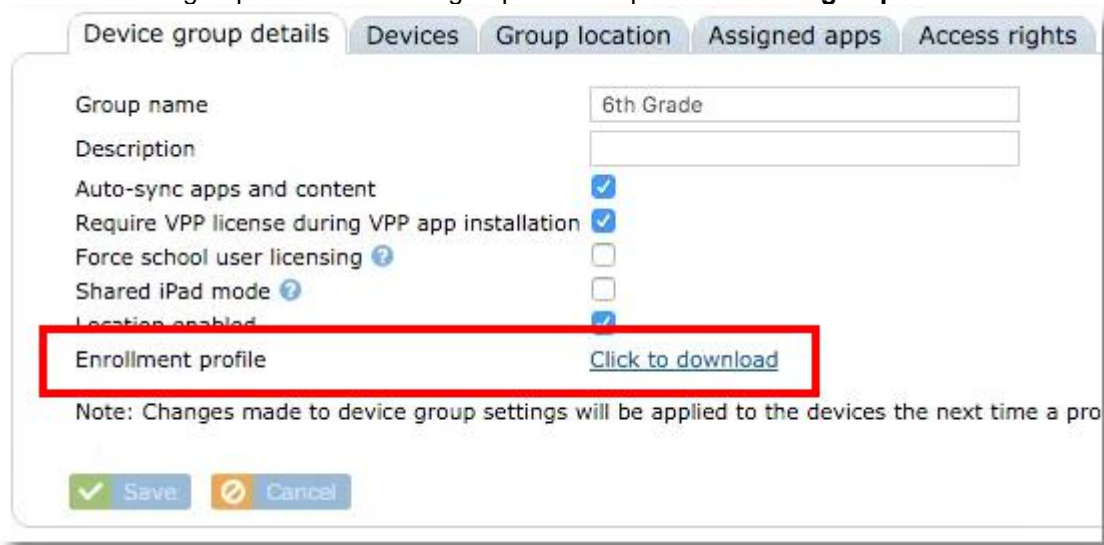 Device group details Devices Group location Assigned apps Access rights
Group name 6th Grade
Description
Auto-sync apps and content
Require VPP license during VPP app installation
Force school user licensing
Shared iPad mode
Location enabled
Enrollment profile Click to download
Note: Changes made to device group settings will be applied to the devices the next time a pro
Save Cancel